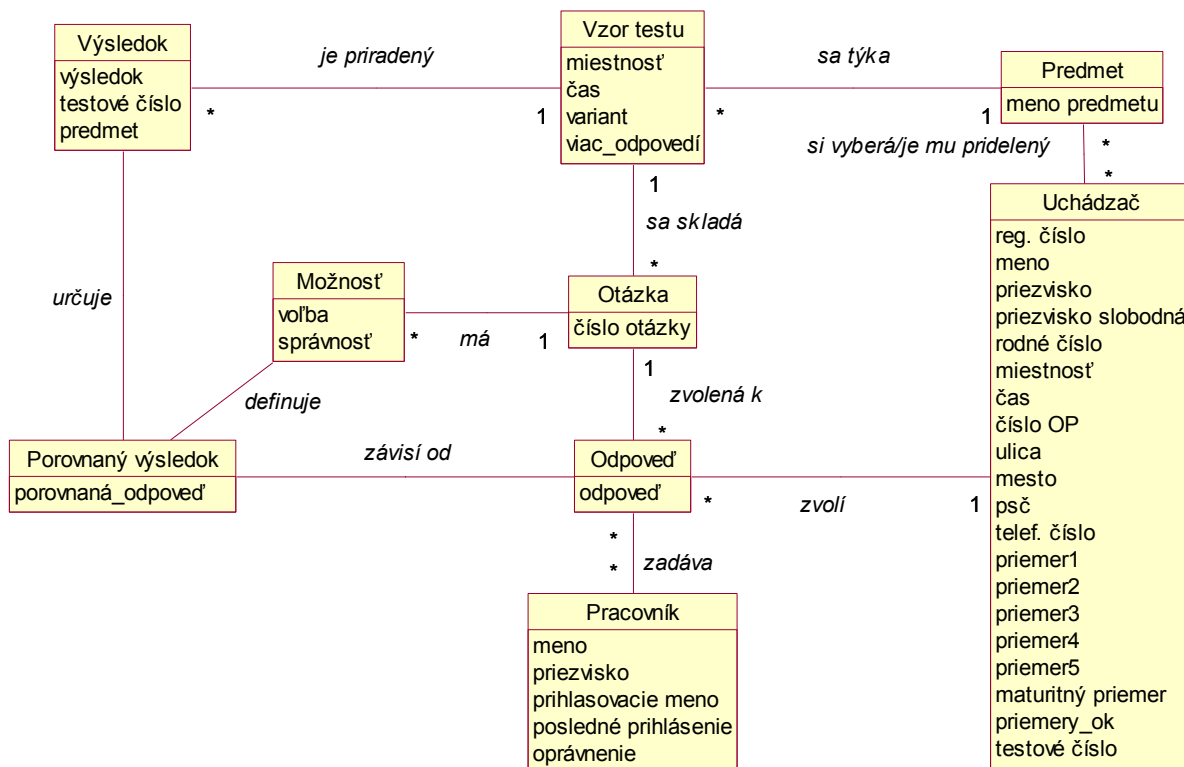 Výsledok
výsledok
testové číslo
predmet
je priradený
*
1
Vzor testu
miestnosť
čas
variant
viac_odpovedí
sa týka
*
1
Predmet
meno predmetu
si vyberá/je mu pridelený
*
*
1
sa skladá
*
určuje
Možnosť
voľba
správnosť
*
má
1
Otázka
číslo otázky
definuje
1
zvolená k
*
Porovnaný výsledok
porovnaná_odpoveď
závisí od
Odpoveď
odpoveď
*
zvolí
1
*
*
zadáva
Pracovník
meno
priezvisko
prihlasovacie meno
posledné prihlásenie
oprávnenie
Uchádzač
reg. číslo
meno
priezvisko
priezvisko slobodná
rodné číslo
miestnosť
čas
číslo OP
ulica
mesto
psč
telef. číslo
priemer1
priemer2
priemer3
priemer4
priemer5
maturitný priemer
priemery_ok
testové číslo